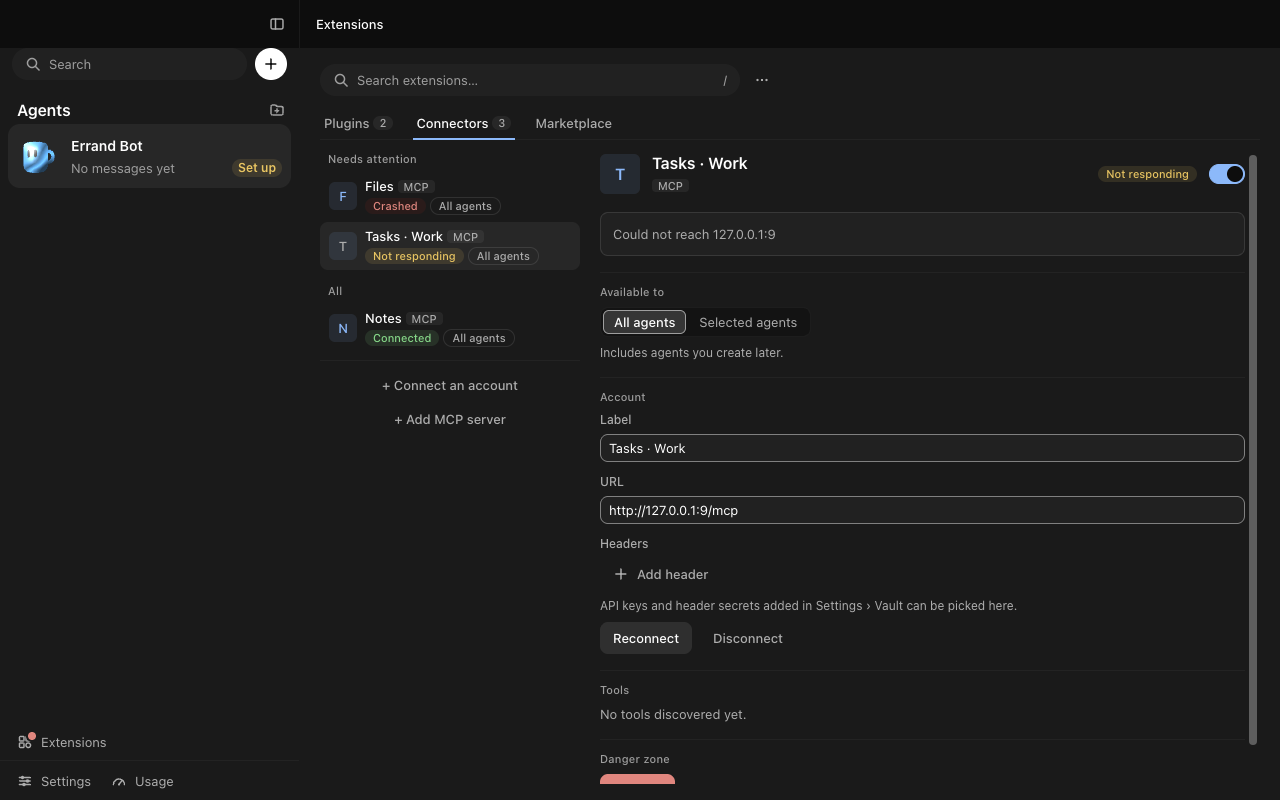 Extensions
Search
Agents
Errand Bot
No messages yet
Set up
Extensions
Settings
Usage
Search extensions...
/
Plugins 2
Connectors 3
Marketplace
Needs attention
F
Files MCP
Crashed
All agents
T
Tasks · Work MCP
Not responding
All agents
All
N
Notes MCP
Connected
All agents
+ Connect an account
+ Add MCP server
T
Tasks · Work
MCP
Not responding
Could not reach 127.0.0.1:9
Available to
All agents
Selected agents
Includes agents you create later.
Account
Label
Tasks · Work
URL
http://127.0.0.1:9/mcp
Headers
Add header
API keys and header secrets added in Settings › Vault can be picked here.
Reconnect
Disconnect
Tools
No tools discovered yet.
Danger zone